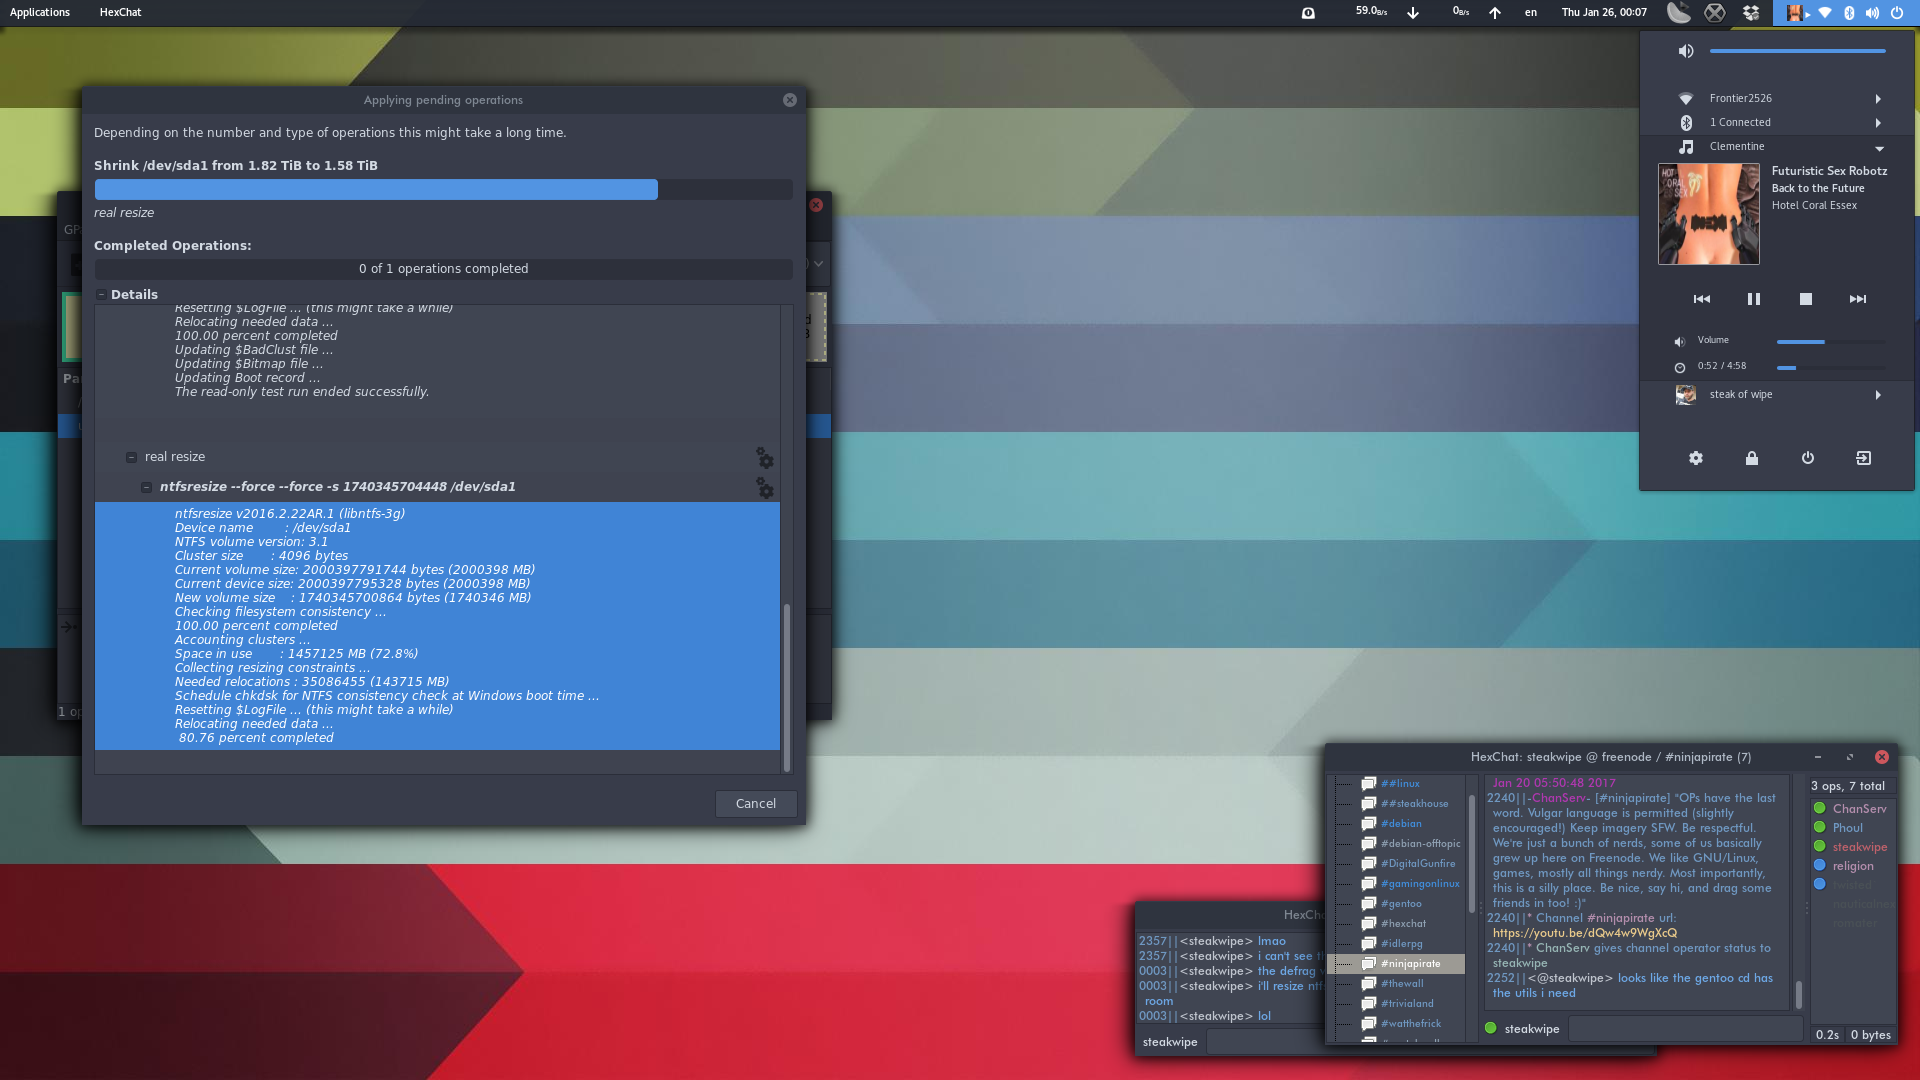 Applications
HexChat
59.0B/s
0B/s
en
Thu Jan 26, 00:07
Applying pending operations
Depending on the number and type of operations this might take a long time.
Shrink /dev/sda1 from 1.82 TiB to 1.58 TiB
real resize
Completed Operations:
0 of 1 operations completed
Details
Resetting $LogFile ... (this might take a while)
Relocating needed data ...
100.00 percent completed
Updating $BadClust file ...
Updating $Bitmap file ...
Updating Boot record ...
The read-only test run ended successfully.
real resize
ntfsresize --force --force -s 1740345704448 /dev/sda1
ntfsresize v2016.2.22AR.1 (libntfs-3g)
Device name : /dev/sda1
NTFS volume version: 3.1
Cluster size : 4096 bytes
Current volume size: 2000397791744 bytes (2000398 MB)
Current device size: 2000397795328 bytes (2000398 MB)
New volume size : 1740345700864 bytes (1740346 MB)
Checking filesystem consistency ...
100.00 percent completed
Accounting clusters ...
Space in use : 1457125 MB (72.8%)
Collecting resizing constraints ...
Needed relocations : 35086455 (143715 MB)
Schedule chkdsk for NTFS consistency check at Windows boot time ...
Resetting $LogFile ... (this might take a while)
Relocating needed data ...
80.76 percent completed
Cancel
GP
Pa
1 op
Frontier2526
1 Connected
Clementine
Futuristic Sex Robotz
Back to the Future
Hotel Coral Essex
HOT
CORAL
SEX
Volume
0:52 / 4:58
steak of wipe
HexCha
2357||<steakwipe> lmao
2357||<steakwipe> i can't see th
0003||<steakwipe> the defrag
0003||<steakwipe> i'll resize ntf
room
0003||<steakwipe> lol
steakwipe
HexChat: steakwipe @ freenode / #ninjapirate (7)
##linux
##steakhouse
#debian
#debian-offtopic
#DigitalGunfire
#gamingonlinux
#gentoo
#hexchat
#idlerpg
#ninjapirate
#thewall
#trivialand
#watthefrick
Jan 20 05:50:48 2017
2240||-ChanServ- [#ninjapirate] "OPs have the last
word. Vulgar language is permitted (slightly
encouraged!) Keep imagery SFW. Be respectful.
We're just a bunch of nerds, some of us basically
grew up here on Freenode. We like GNU/Linux,
games, mostly all things nerdy. Most importantly,
this is a silly place. Be nice, say hi, and drag some
friends in too! :)"
2240||* Channel #ninjapirate url:
https://youtu.be/dQw4w9WgXcQ
2240||* ChanServ gives channel operator status to
steakwipe
2252||<@steakwipe> looks like the gentoo cd has
the utils i need
steakwipe
3 ops, 7 total
ChanServ
Phoul
steakwipe
religion
twisted
0.2s
0 bytes